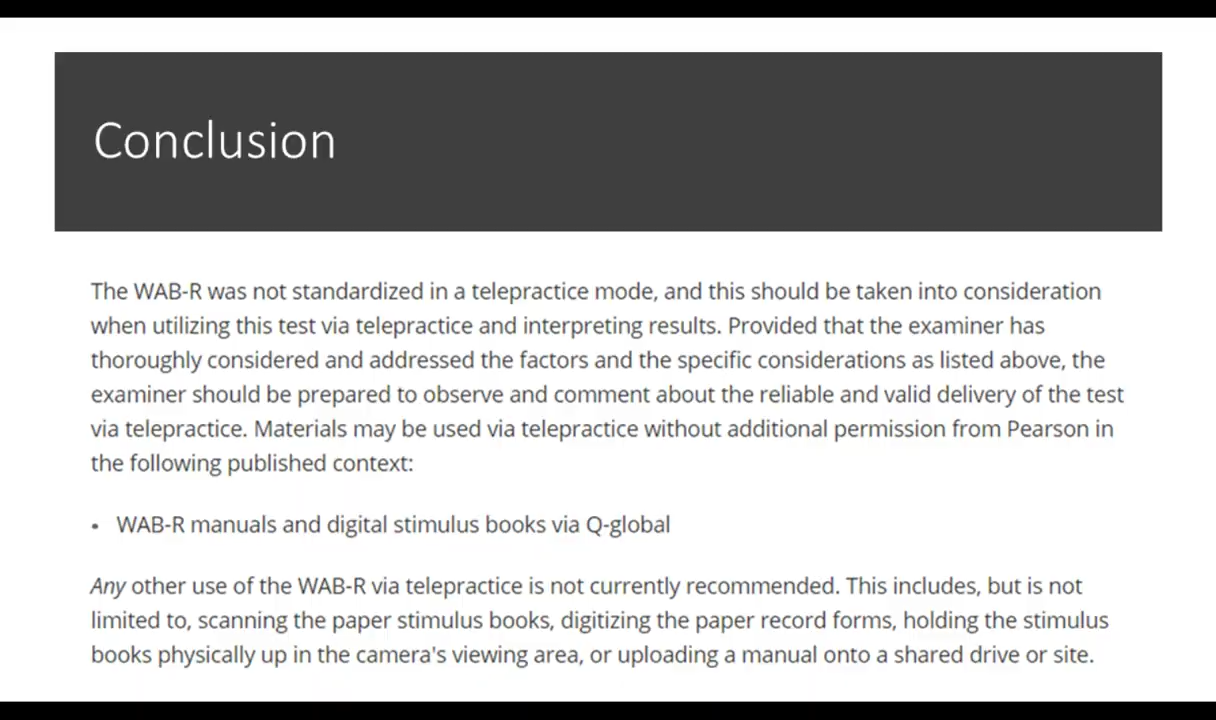 Conclusion
The WAB-R was not standardized in a telepractice mode, and this should be taken into consideration
when utilizing this test via telepractice and interpreting results. Provided that the examiner has
thoroughly considered and addressed the factors and the specific considerations as listed above, the
examiner should be prepared to observe and comment about the reliable and valid delivery of the test
via telepractice. Materials may be used via telepractice without additional permission from Pearson in
the following published context:
• WAB-R manuals and digital stimulus books via Q-global
Any other use of the WAB-R via telepractice is not currently recommended. This includes, but is not
limited to, scanning the paper stimulus books, digitizing the paper record forms, holding the stimulus
books physically up in the camera's viewing area, or uploading a manual onto a shared drive or site.